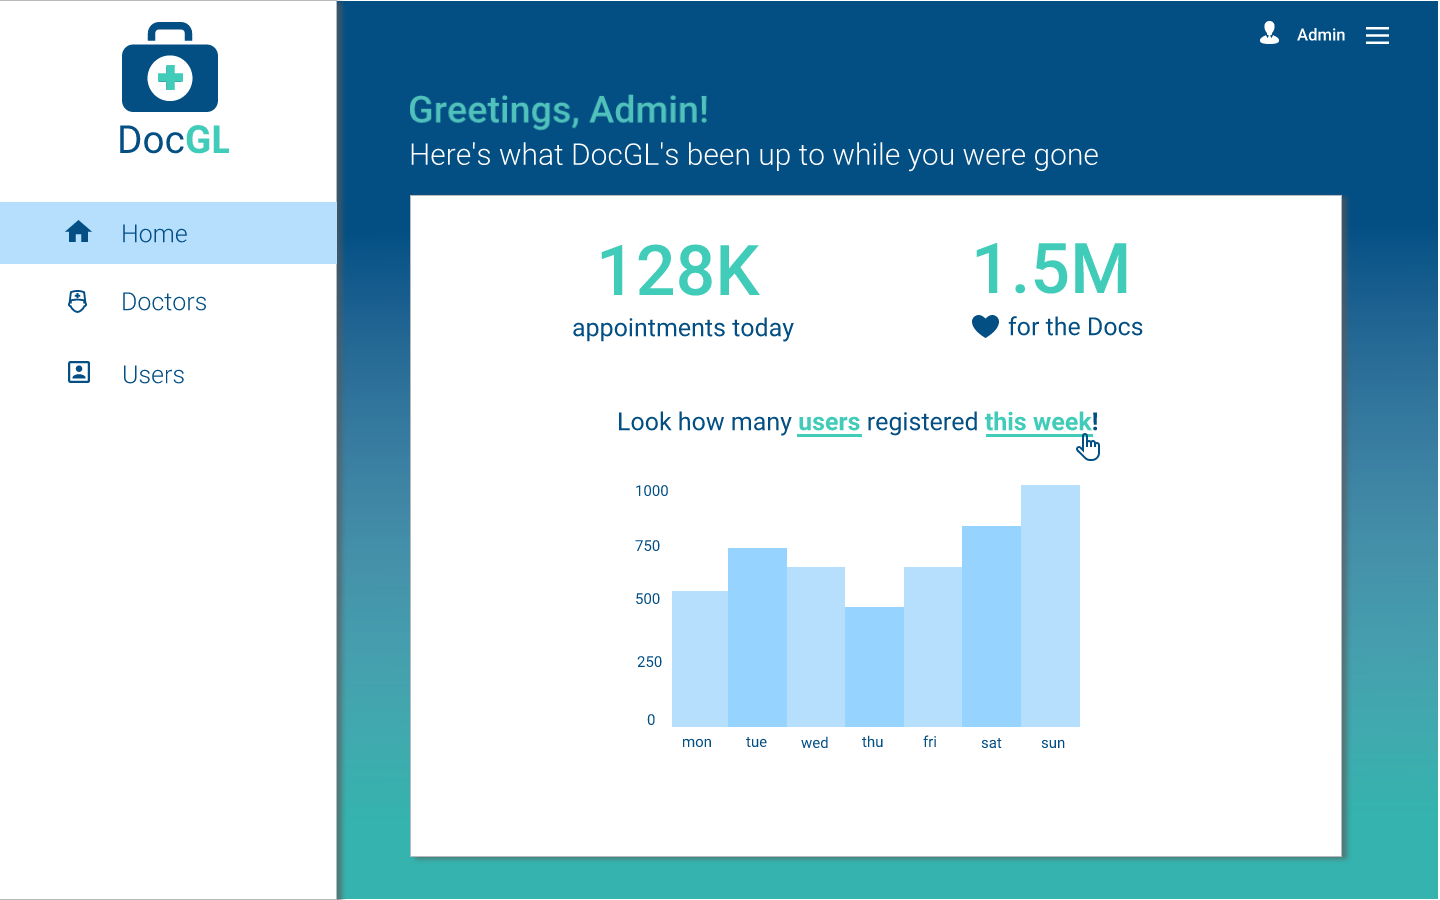 DocGL
Home
Doctors
Users
Admin
Greetings, Admin!
Here's what DocGL's been up to while you were gone
128K
appointments today
1.5M
for the Docs
Look how many users registered this week!
1000
750
500
250
0
mon tue wed thu fri sat sun